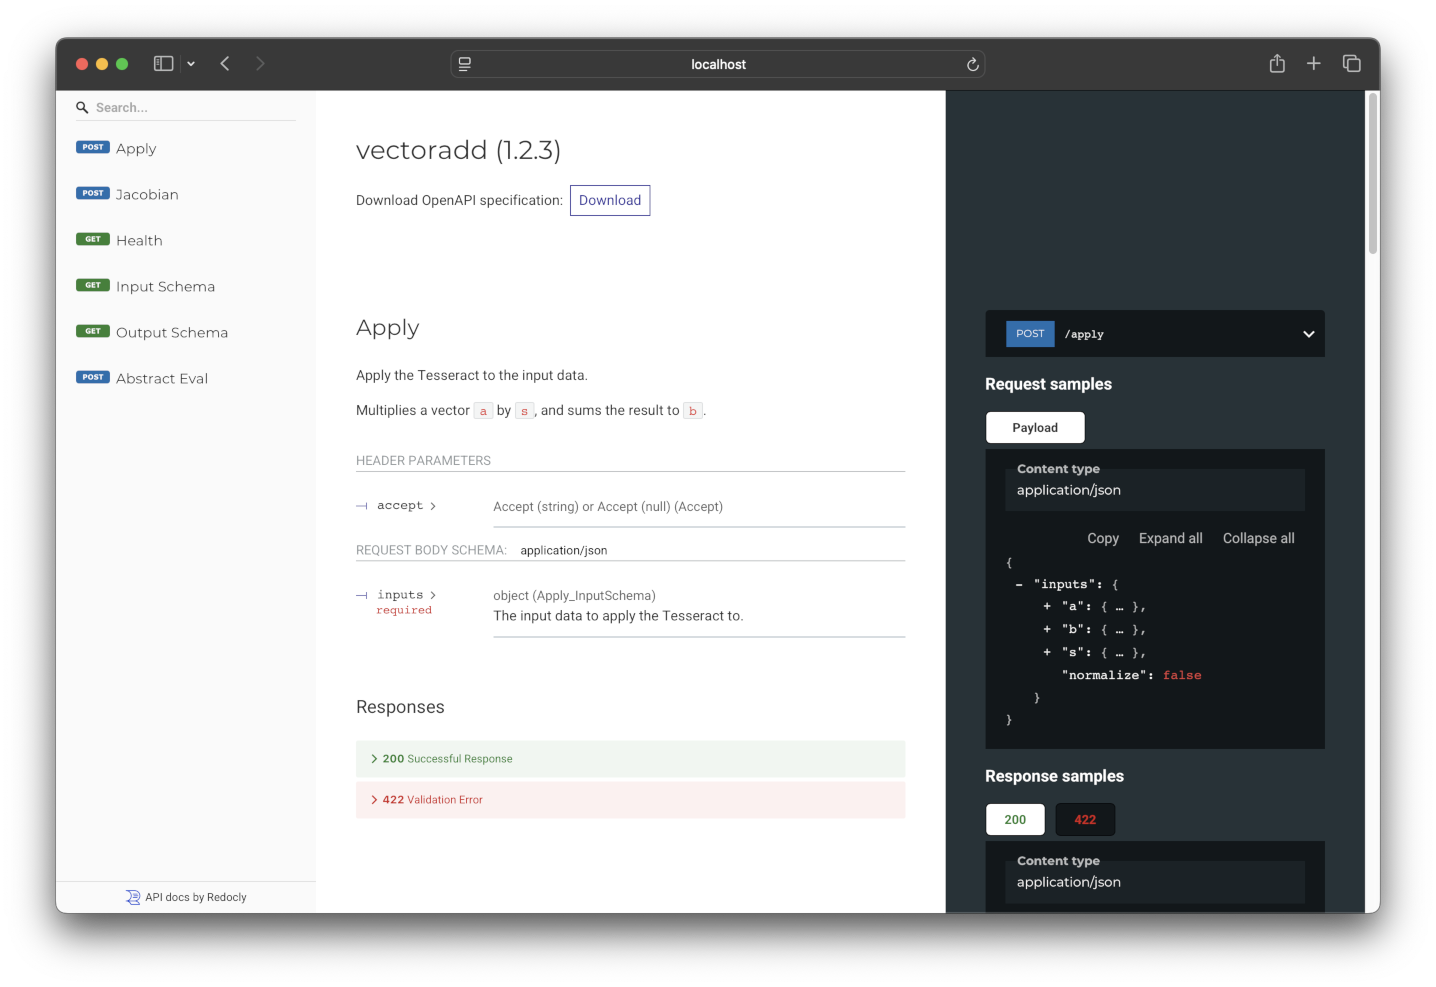 localhost
Search...
POST Apply
POST Jacobian
GET Health
GET Input Schema
GET Output Schema
POST Abstract Eval
API docs by Redocly
vectoradd (1.2.3)
Download OpenAPI specification: Download
Apply
Apply the Tesseract to the input data.
Multiplies a vector a by s, and sums the result to b.
HEADER PARAMETERS
accept > Accept (string) or Accept (null) (Accept)
REQUEST BODY SCHEMA: application/json
inputs > object (Apply_InputSchema)
required The input data to apply the Tesseract to.
Responses
> 200 Successful Response
> 422 Validation Error
POST /apply
Request samples
Payload
Content type
application/json
Copy Expand all Collapse all
{
- "inputs": {
+ "a": { … },
+ "b": { … },
+ "s": { … },
"normalize": false
}
}
Response samples
200 422
Content type
application/json